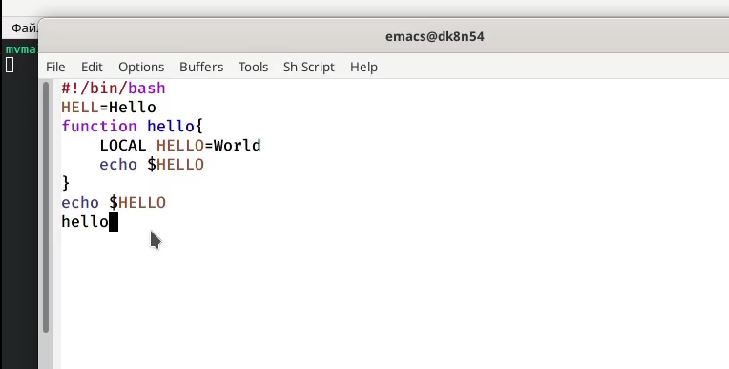 emacs@dk8n54
Фай
mvma
File Edit Options Buffers Tools Sh Script Help
#!/bin/bash
HELL=Hello
function hello{
    LOCAL HELLO=World
    echo $HELLO
}
echo $HELLO
hello